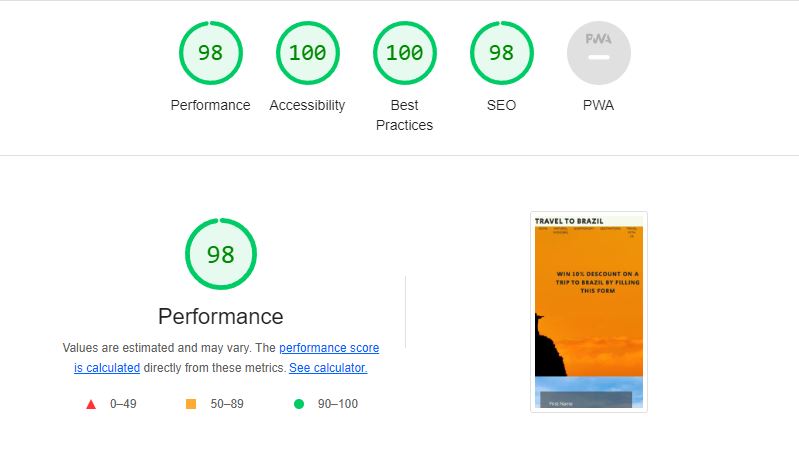 98
100
100
98
PWA
Performance
Accessibility
Best
Practices
SEO
PWA
98
Performance
Values are estimated and may vary. The performance score
is calculated directly from these metrics. See calculator.
0–49
50–89
90–100
TRAVEL TO BRAZIL
WIN 10% DESCOUNT ON A
TRIP TO BRAZIL BY FILLING
THIS FORM
First Name